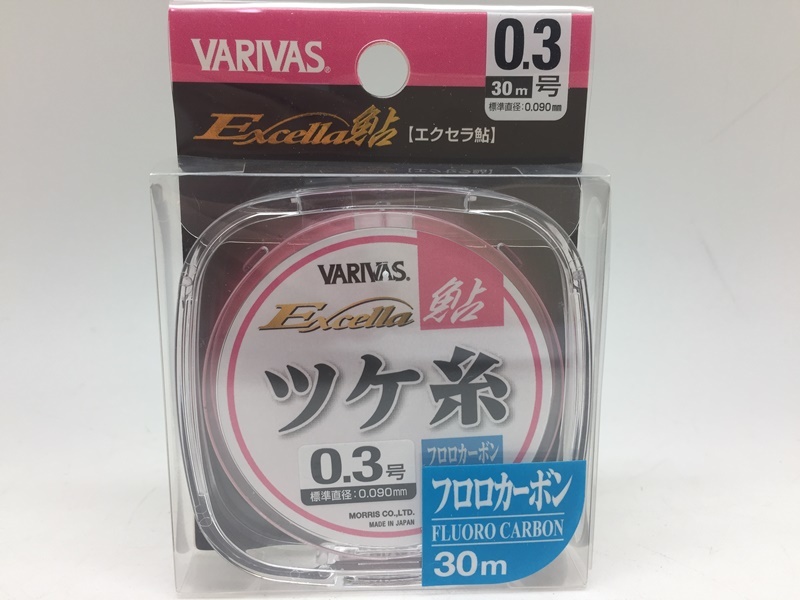 VARIVAS®
0.3
30m 号
標準直径:0.090mm
Excella鮎
【エクセラ鮎】
VARIVAS®
Excella 鮎
ツケ糸
0.3号
標準直径:0.090mm
フロロカーボン
MORRIS CO.,LTD.
MADE IN JAPAN
フロロカーボン
FLUORO CARBON
30m